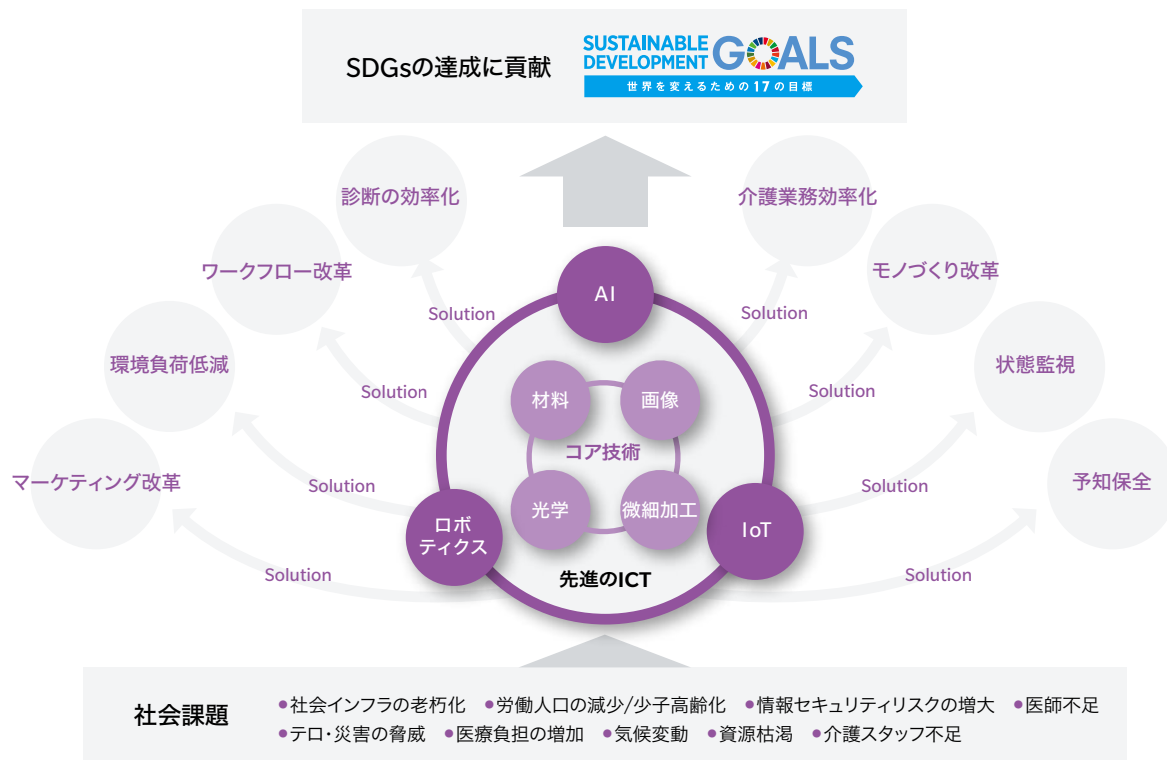 SDGsの達成に貢献
SUSTAINABLE
DEVELOPMENT
GOALS
世界を変えるための17の目標
診断の効率化
介護業務効率化
ワークフロー改革
モノづくり改革
環境負荷低減
状態監視
マーケティング改革
予知保全
Solution
Solution
Solution
Solution
Solution
Solution
Solution
Solution
AI
材料
画像
コア技術
光学
微細加工
ロボ
ティクス
IoT
先進のICT
社会課題
●社会インフラの老朽化 ●労働人口の減少/少子高齢化 ●情報セキュリティリスクの増大 ●医師不足
●テロ・災害の脅威 ●医療負担の増加 ●気候変動 ●資源枯渇 ●介護スタッフ不足